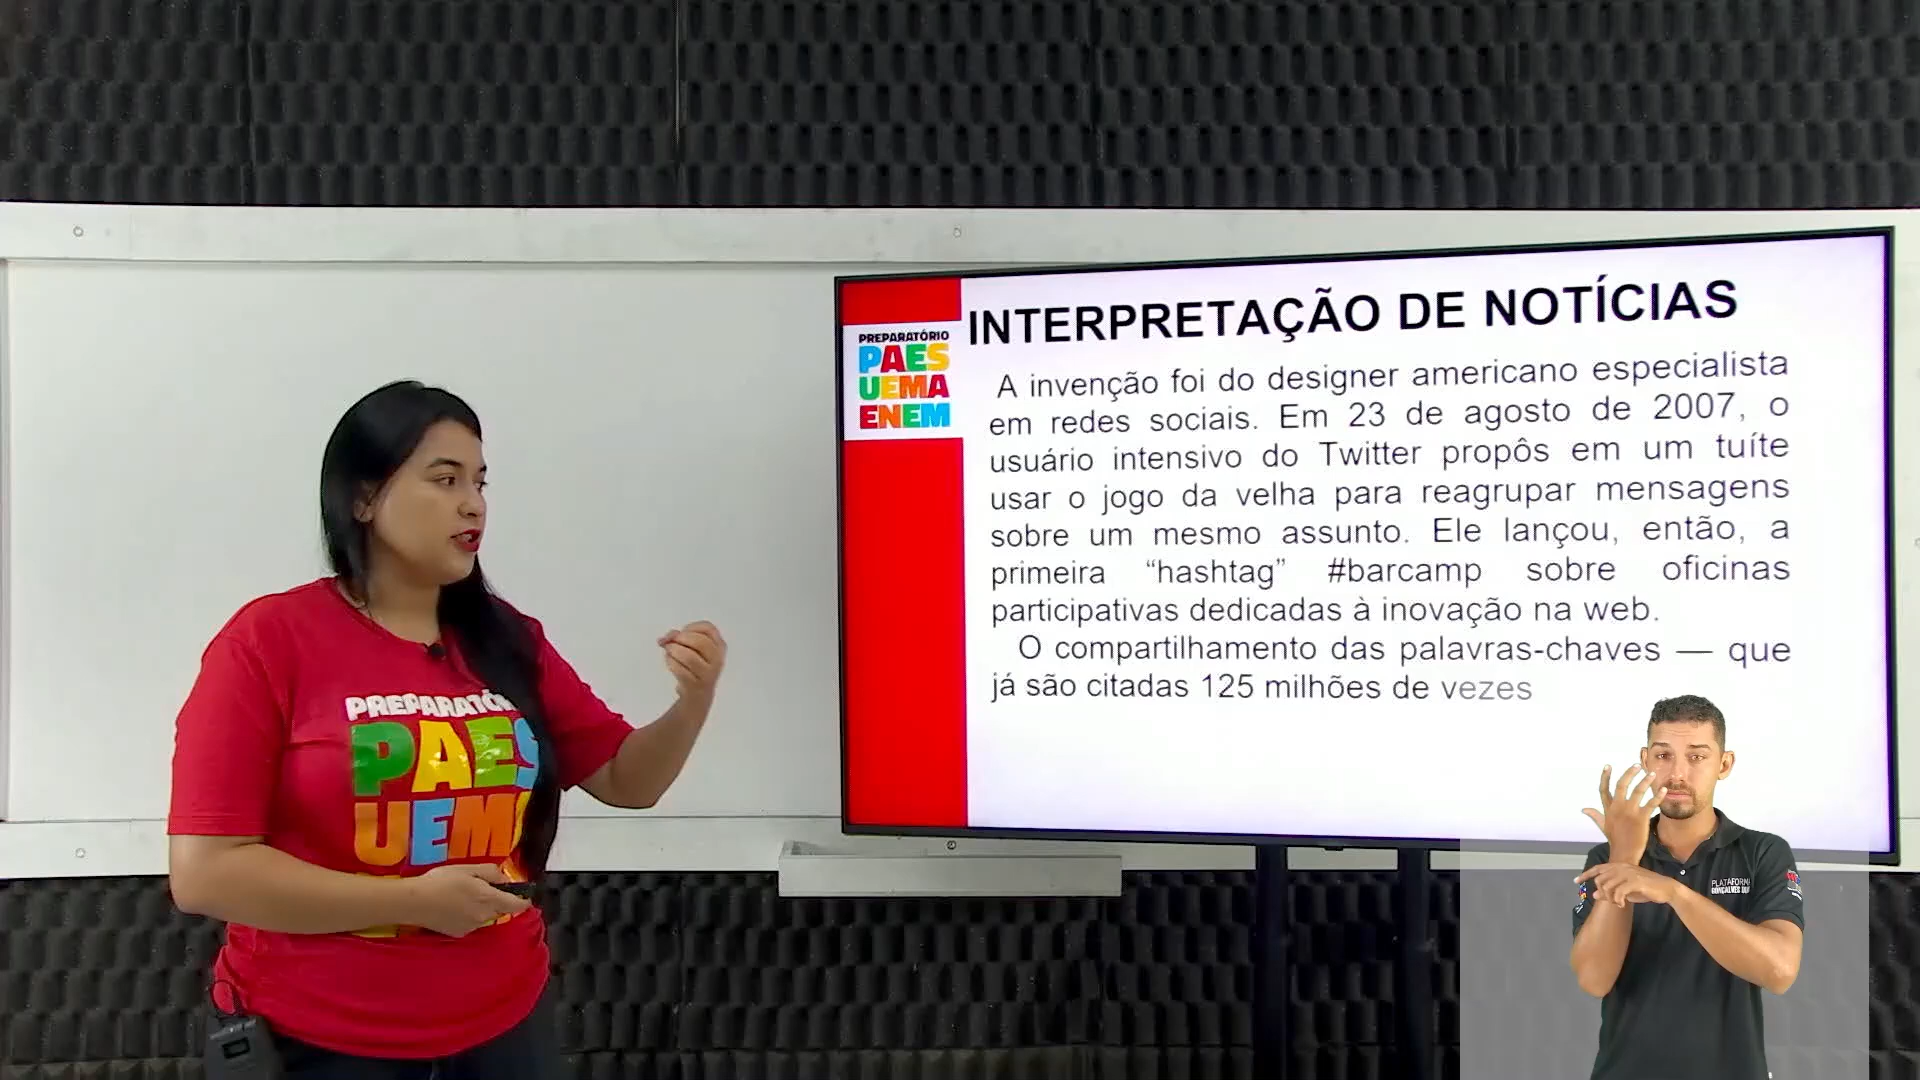 INTERPRETAÇÃO DE NOTÍCIAS
PREPARATÓRIO
PAES
UEMA
ENEM
A invenção foi do designer americano especialista
em redes sociais. Em 23 de agosto de 2007, o
usuário intensivo do Twitter propôs em um tuíte
usar o jogo da velha para reagrupar mensagens
sobre um mesmo assunto. Ele lançou, então, a
primeira “hashtag” #barcamp sobre oficinas
participativas dedicadas à inovação na web.
O compartilhamento das palavras-chaves — que
já são citadas 125 milhões de vezes
PREPARATÓ
PAES
UEM
PLATAFORMA
GONÇALVES